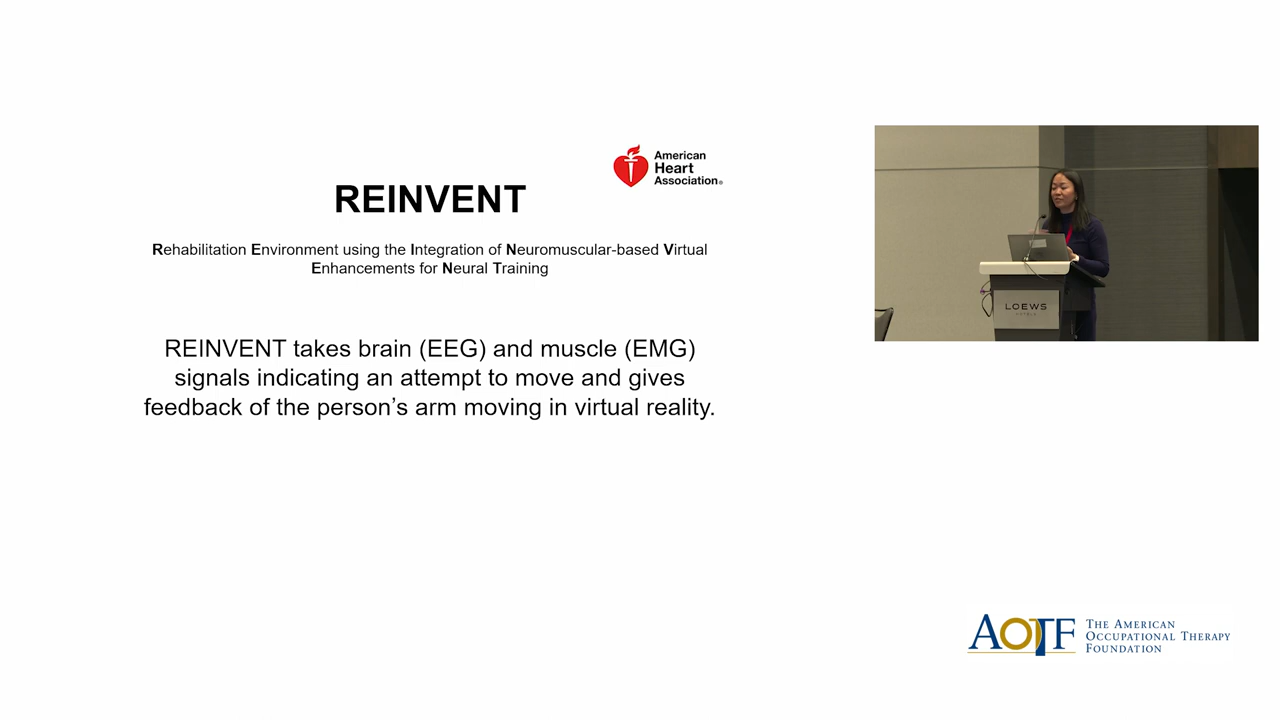 American
Heart
Association®
REINVENT
Rehabilitation Environment using the Integration of Neuromuscular-based Virtual
Enhancements for Neural Training
REINVENT takes brain (EEG) and muscle (EMG)
signals indicating an attempt to move and gives
feedback of the person's arm moving in virtual reality.
LOEWS
HOTELS
AOTF
THE AMERICAN
OCCUPATIONAL THERAPY
FOUNDATION